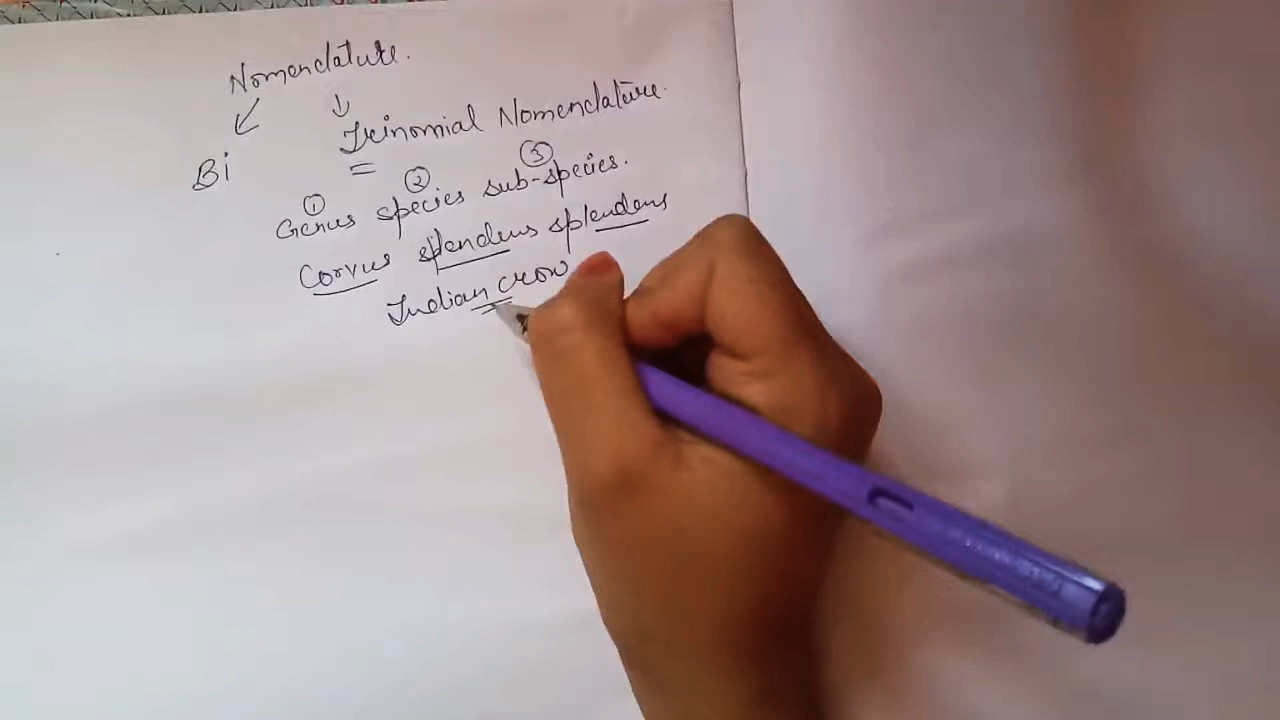 Nomenclature.
Bi
Trinomial Nomenclature.
① ② ③
Genus species sub-species.
Corvus splendens splendens
Indian crow